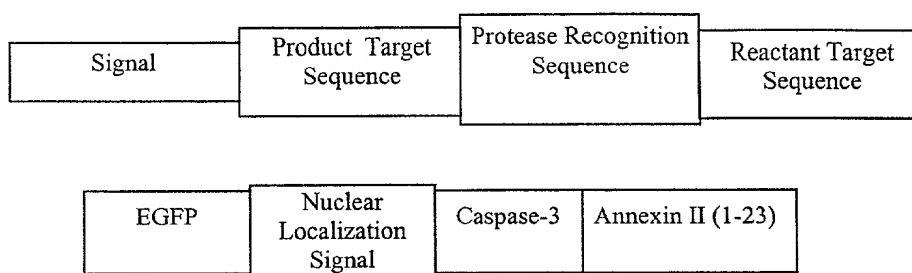 Signal
Product Target
Sequence
Protease Recognition
Sequence
Reactant Target
Sequence
EGFP
Nuclear
Localization
Signal
Caspase-3
Annexin II (1-23)